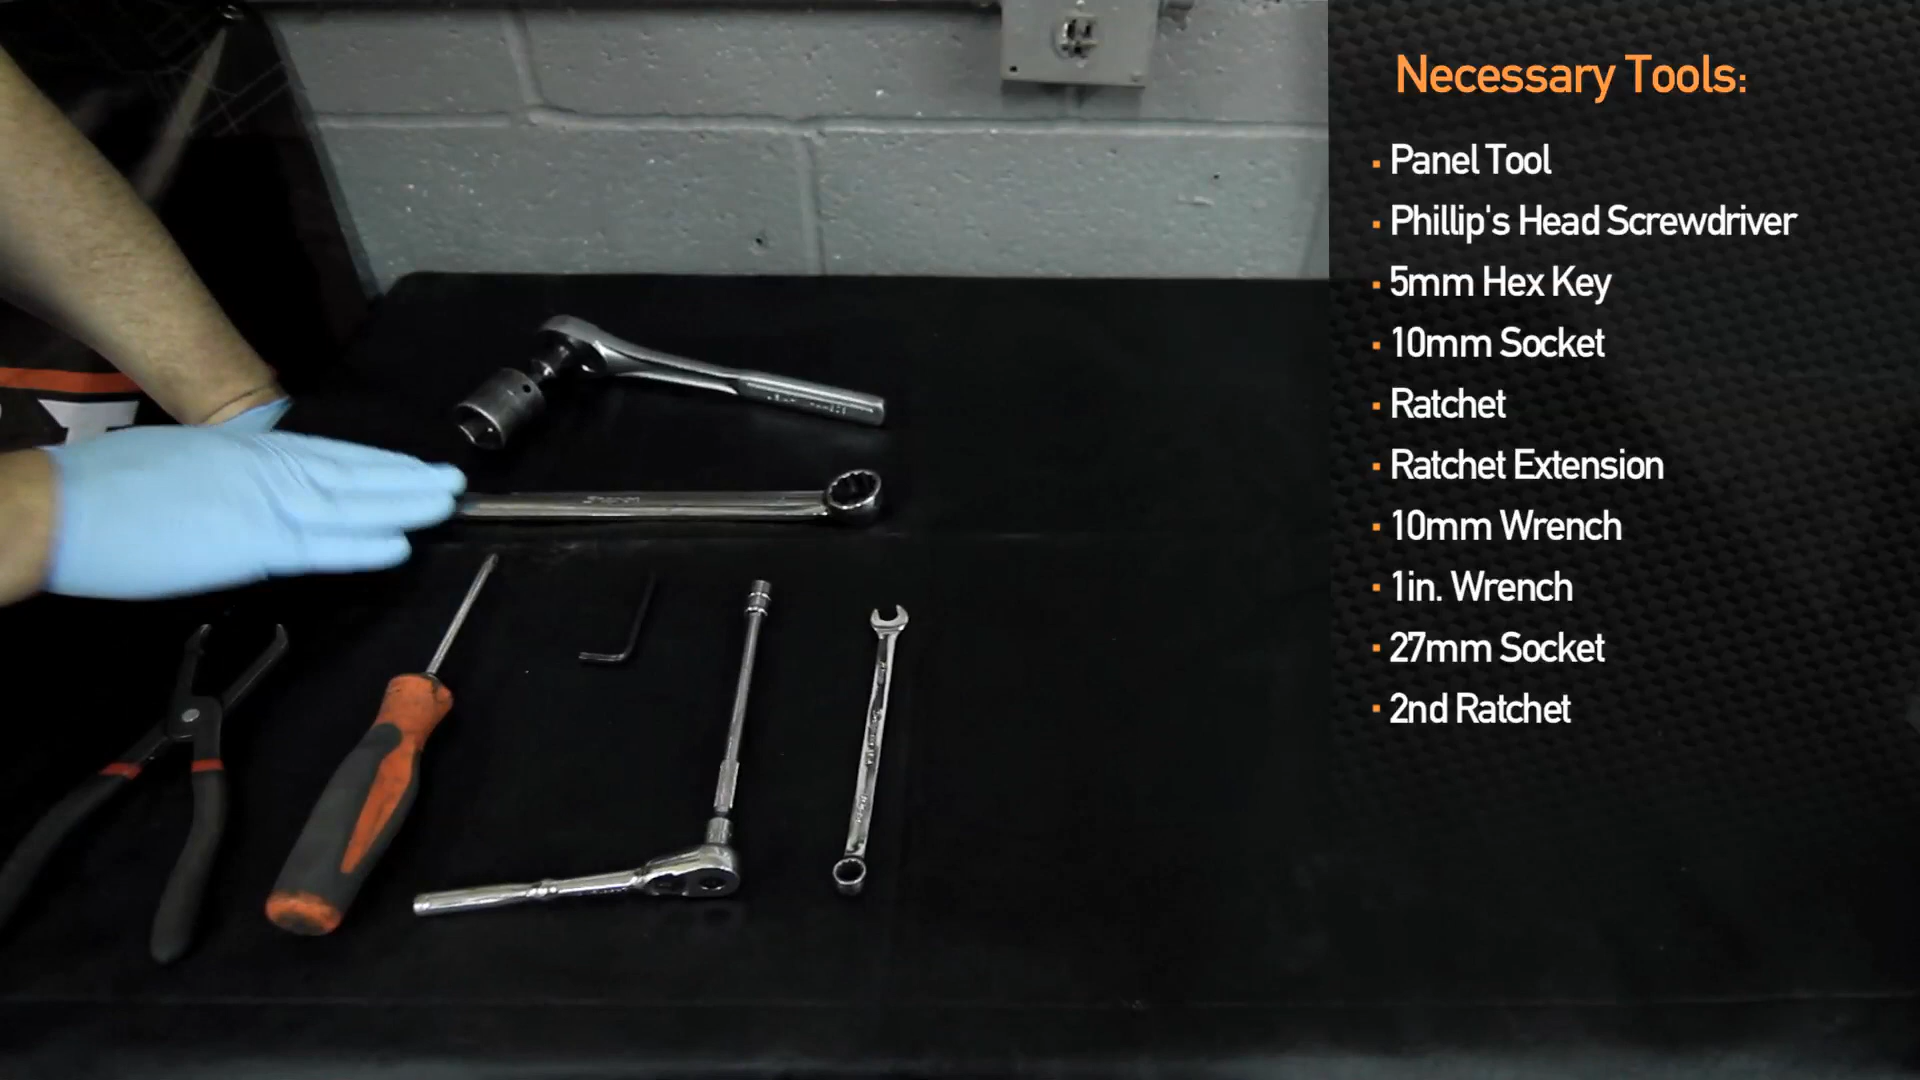 Necessary Tools:
· Panel Tool
· Phillip's Head Screwdriver
· 5mm Hex Key
· 10mm Socket
· Ratchet
· Ratchet Extension
· 10mm Wrench
· 1in. Wrench
· 27mm Socket
· 2nd Ratchet